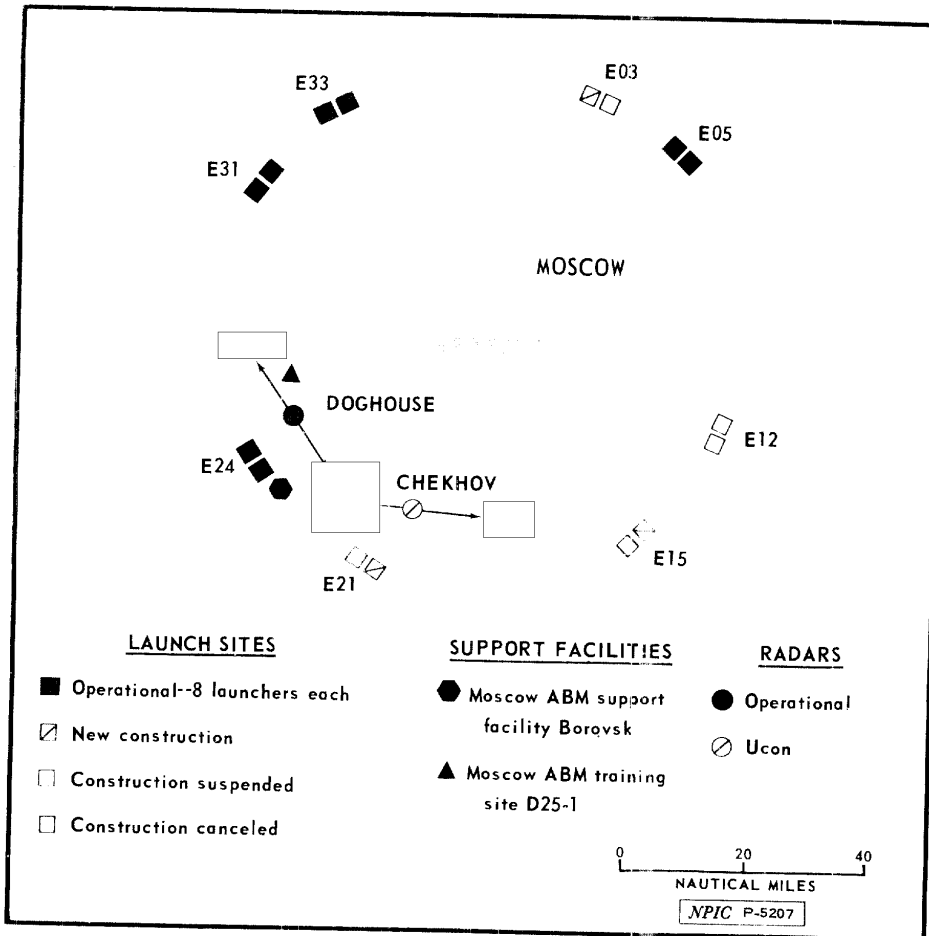 E33
E03
E05
E31
MOSCOW
DOGHOUSE
E12
E24
CHEKHOV
E15
E21
LAUNCH SITES
Operational--8 launchers each
New construction
Construction suspended
Construction canceled
SUPPORT FACILITIES
Moscow ABM support
facility Borovsk
Moscow ABM training
site D25-1
RADARS
Operational
Ucon
0 20 40
NAUTICAL MILES
NPIC P-5207